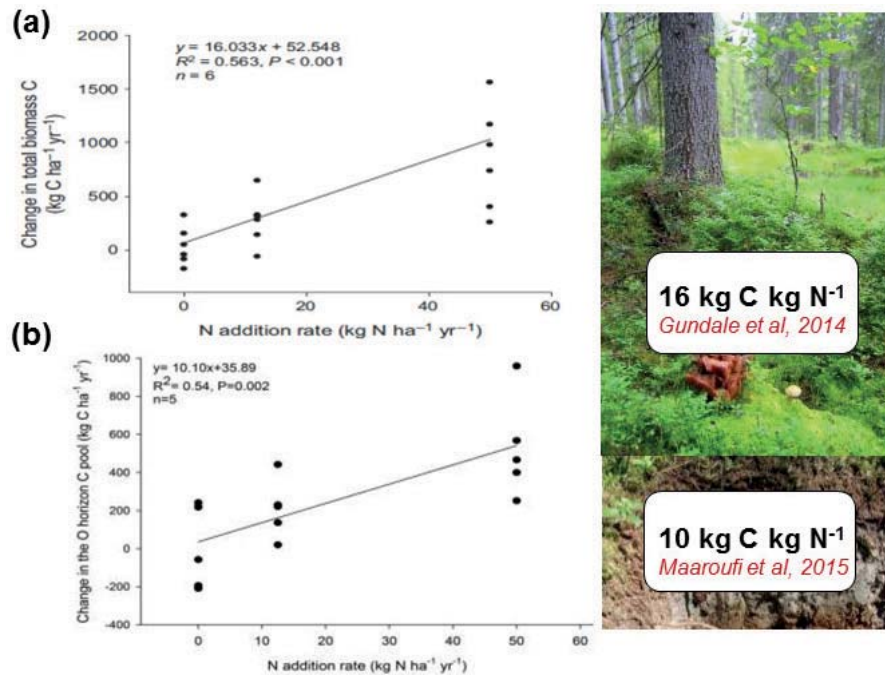 (a)
2000
1500
1000
500
0
Change in total biomass C
(kg C ha⁻¹ yr⁻¹)
y = 16.033x + 52.548
R² = 0.563, P < 0.001
n = 6
0 20 40 60
N addition rate (kg N ha⁻¹ yr⁻¹)
16 kg C kg N⁻¹
Gundale et al, 2014
(b)
1000
800
600
400
200
0
-200
-400
Change in the O horizon C pool (kg C ha⁻¹ yr⁻¹)
y= 10.10x+35.89
R²= 0.54, P=0.002
n=5
0 10 20 30 40 50 60
N addition rate (kg N ha⁻¹ yr⁻¹)
10 kg C kg N⁻¹
Maaroufi et al, 2015